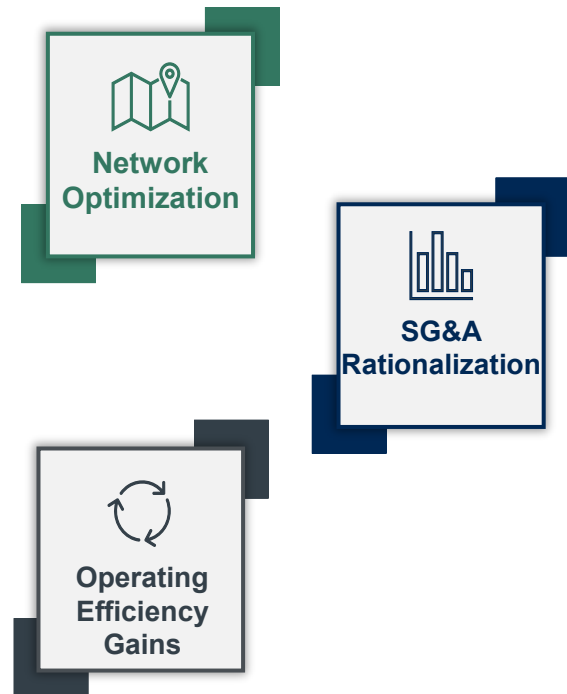 Network
Optimization
SG&A
Rationalization
Operating
Efficiency
Gains